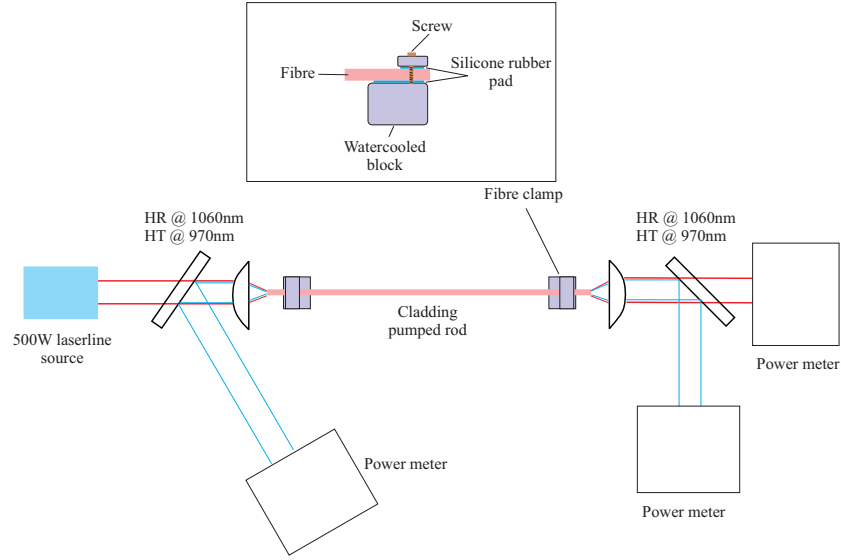 Screw
Fibre
Silicone rubber
pad
Watercooled
block
Fibre clamp
HR @ 1060nm
HT @ 970nm
HR @ 1060nm
HT @ 970nm
500W laserline
source
Cladding
pumped rod
Power meter
Power meter
Power meter